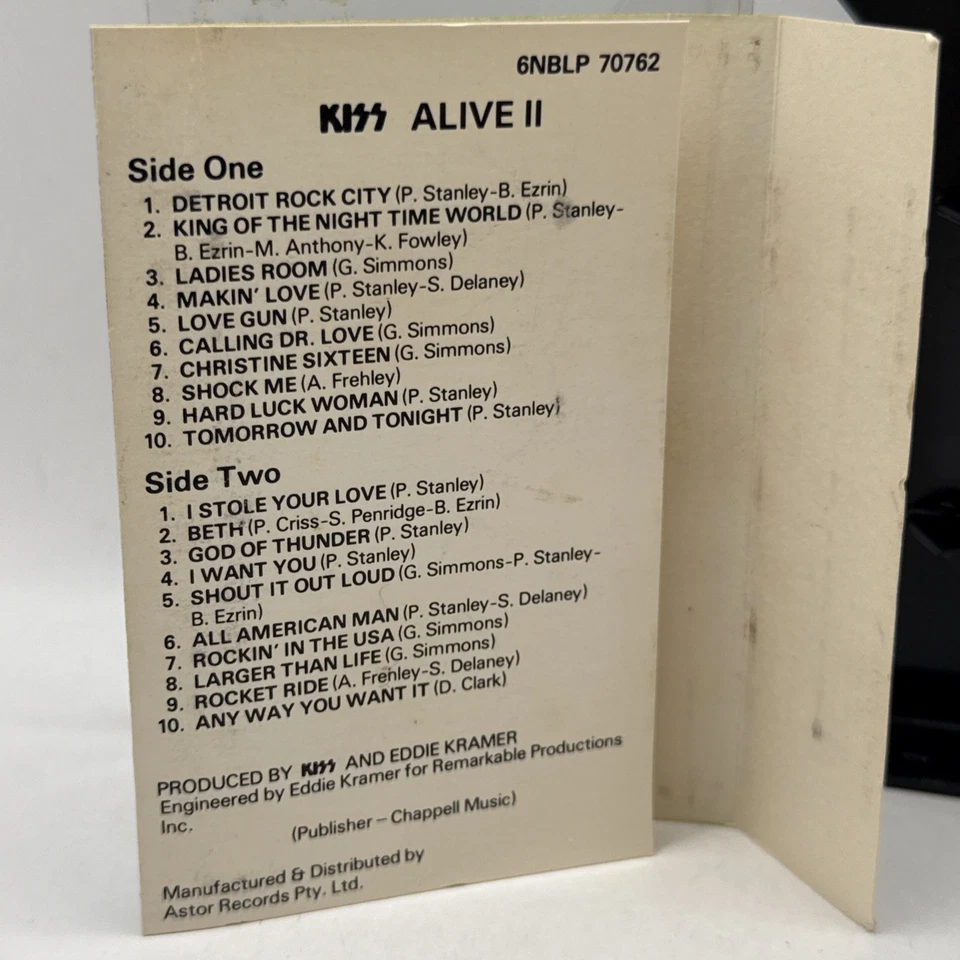 6NBLP 70762
KISS ALIVE II
Side One
1. DETROIT ROCK CITY (P. Stanley-B. Ezrin)
2. KING OF THE NIGHT TIME WORLD (P. Stanley-
B. Ezrin-M. Anthony-K. Fowley)
3. LADIES ROOM (G. Simmons)
4. MAKIN' LOVE (P. Stanley-S. Delaney)
5. LOVE GUN (P. Stanley)
6. CALLING DR. LOVE (G. Simmons)
7. CHRISTINE SIXTEEN (G. Simmons)
8. SHOCK ME (A. Frehley)
9. HARD LUCK WOMAN (P. Stanley)
10. TOMORROW AND TONIGHT (P. Stanley)
Side Two
1. I STOLE YOUR LOVE (P. Stanley)
2. BETH (P. Criss-S. Penridge-B. Ezrin)
3. GOD OF THUNDER (P. Stanley)
4. I WANT YOU (P. Stanley)
5. SHOUT IT OUT LOUD (G. Simmons-P. Stanley-
B. Ezrin)
6. ALL AMERICAN MAN (P. Stanley-S. Delaney)
7. ROCKIN' IN THE USA (G. Simmons)
8. LARGER THAN LIFE (G. Simmons)
9. ROCKET RIDE (A. Frehley-S. Delaney)
10. ANY WAY YOU WANT IT (D. Clark)
PRODUCED BY KISS AND EDDIE KRAMER
Engineered by Eddie Kramer for Remarkable Productions
Inc.
(Publisher – Chappell Music)
Manufactured & Distributed by
Astor Records Pty. Ltd.